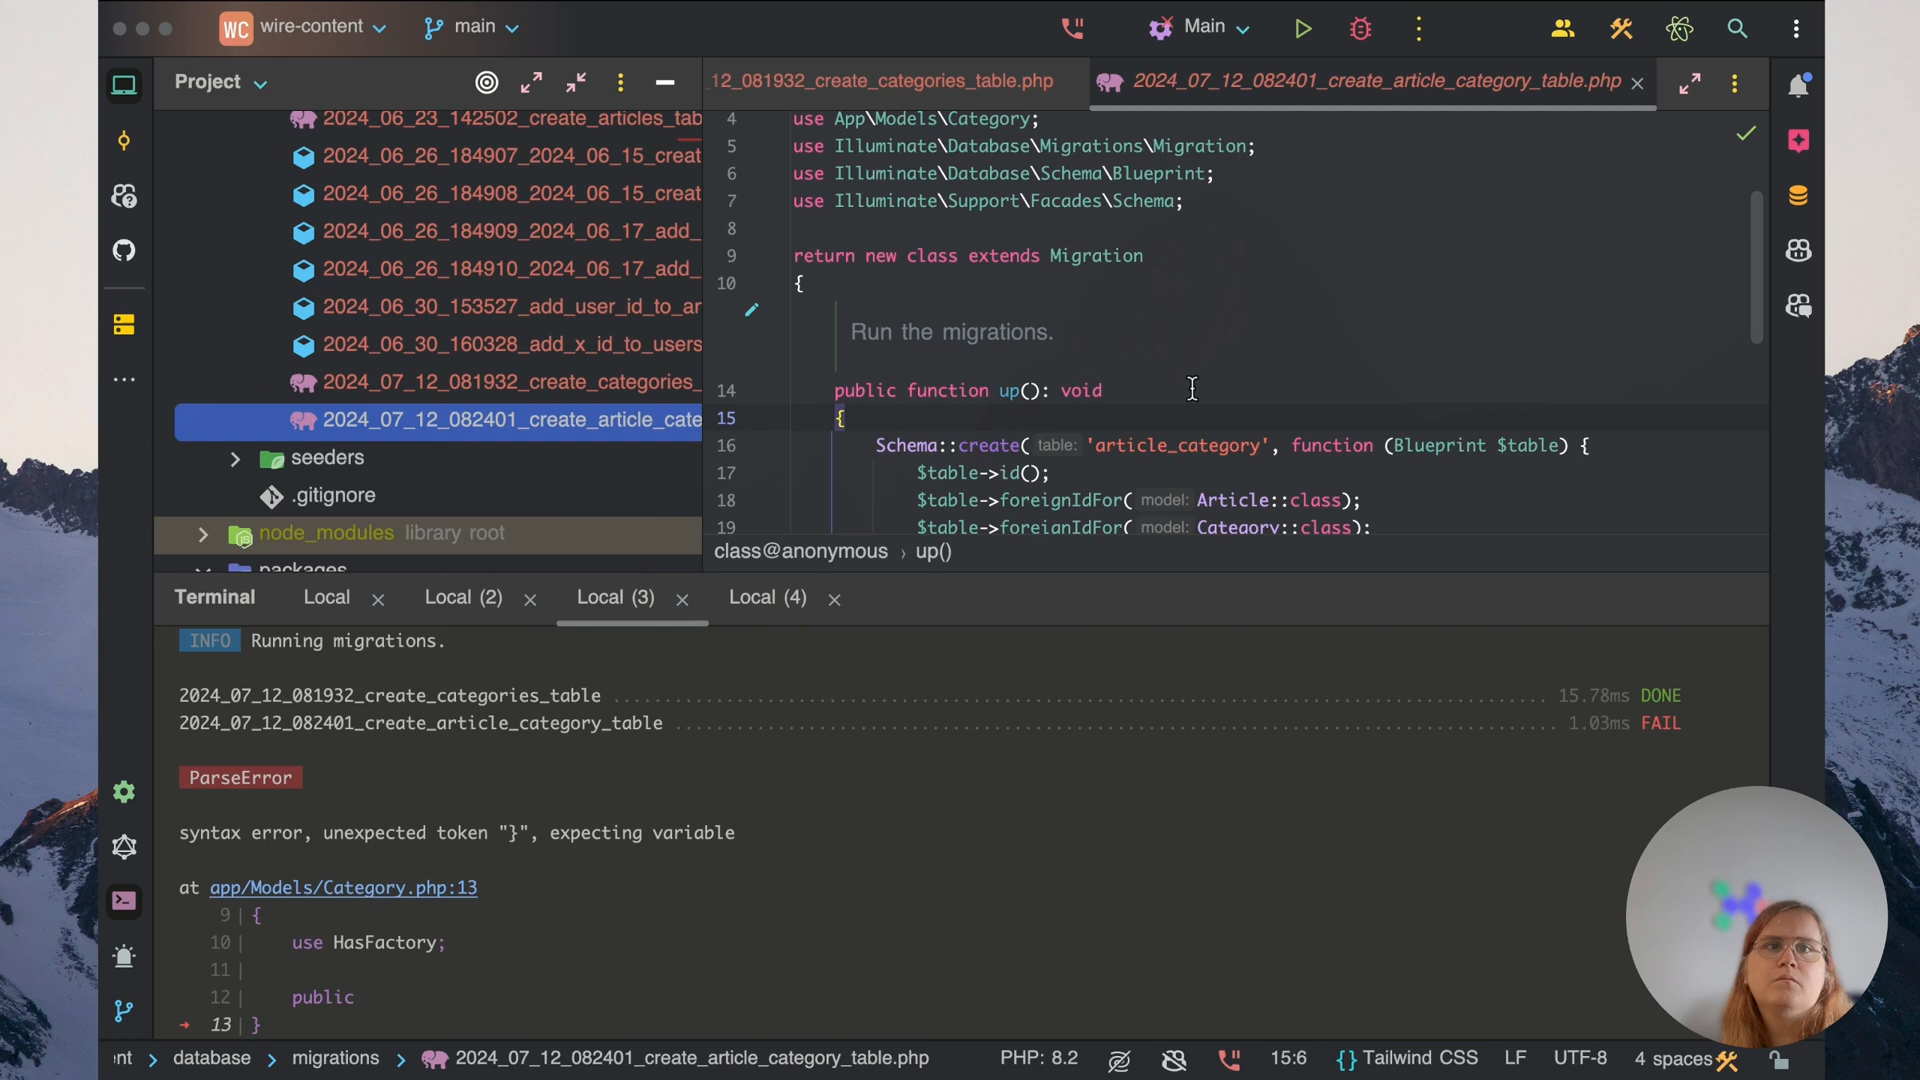 WC wire-content main Main
Project
12_081932_create_categories_table.php 2024_07_12_082401_create_article_category_table.php
2024_06_23_142502_create_articles_tab
2024_06_26_184907_2024_06_15_creat
2024_06_26_184908_2024_06_15_creat
2024_06_26_184909_2024_06_17_add_
2024_06_26_184910_2024_06_17_add_
2024_06_30_153527_add_user_id_to_ar
2024_06_30_160328_add_x_id_to_users
2024_07_12_081932_create_categories_
2024_07_12_082401_create_article_cate
seeders
.gitignore
node_modules library root
packages
4 use App\Models\Category;
5 use Illuminate\Database\Migrations\Migration;
6 use Illuminate\Database\Schema\Blueprint;
7 use Illuminate\Support\Facades\Schema;
8
9 return new class extends Migration
10 {
Run the migrations.
14 public function up(): void
15 {
16 Schema::create( table: 'article_category', function (Blueprint $table) {
17 $table->id();
18 $table->foreignIdFor( model: Article::class);
19 $table->foreignIdFor( model: Category::class);
class@anonymous › up()
Terminal Local Local (2) Local (3) Local (4)
INFO Running migrations.
2024_07_12_081932_create_categories_table 15.78ms DONE
2024_07_12_082401_create_article_category_table 1.03ms FAIL
ParseError
syntax error, unexpected token "}", expecting variable
at app/Models/Category.php:13
9| {
10| use HasFactory;
11|
12| public
➜ 13| }
nt › database › migrations › 2024_07_12_082401_create_article_category_table.php PHP: 8.2 15:6 {} Tailwind CSS LF UTF-8 4 spaces